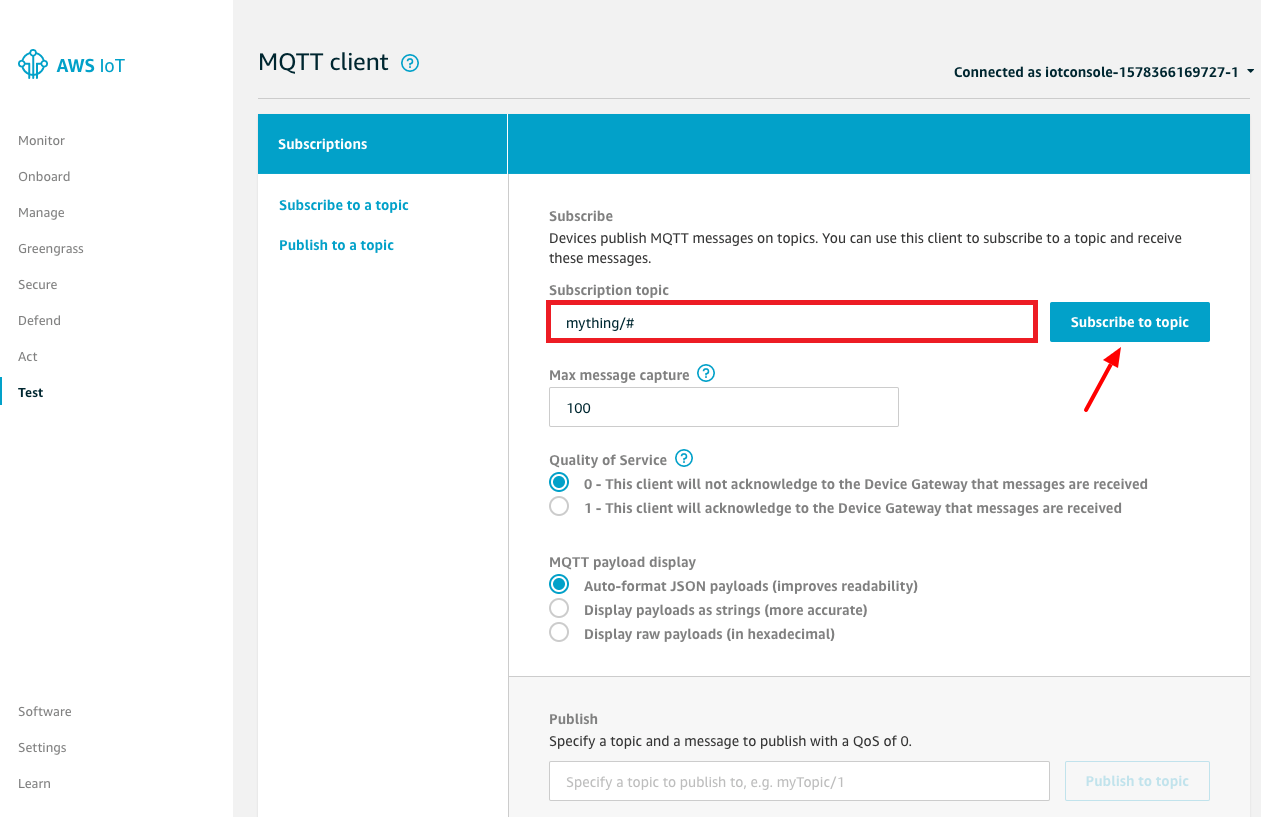 AWS IoT
Monitor
Onboard
Manage
Greengrass
Secure
Defend
Act
Test
Software
Settings
Learn
MQTT client ?
Connected as iotconsole-1578366169727-1
Subscriptions
Subscribe to a topic
Publish to a topic
Subscribe
Devices publish MQTT messages on topics. You can use this client to subscribe to a topic and receive
these messages.
Subscription topic
mything/#
Subscribe to topic
Max message capture ?
100
Quality of Service ?
0 - This client will not acknowledge to the Device Gateway that messages are received
1 - This client will acknowledge to the Device Gateway that messages are received
MQTT payload display
Auto-format JSON payloads (improves readability)
Display payloads as strings (more accurate)
Display raw payloads (in hexadecimal)
Publish
Specify a topic and a message to publish with a QoS of 0.
Specify a topic to publish to, e.g. myTopic/1
Publish to topic